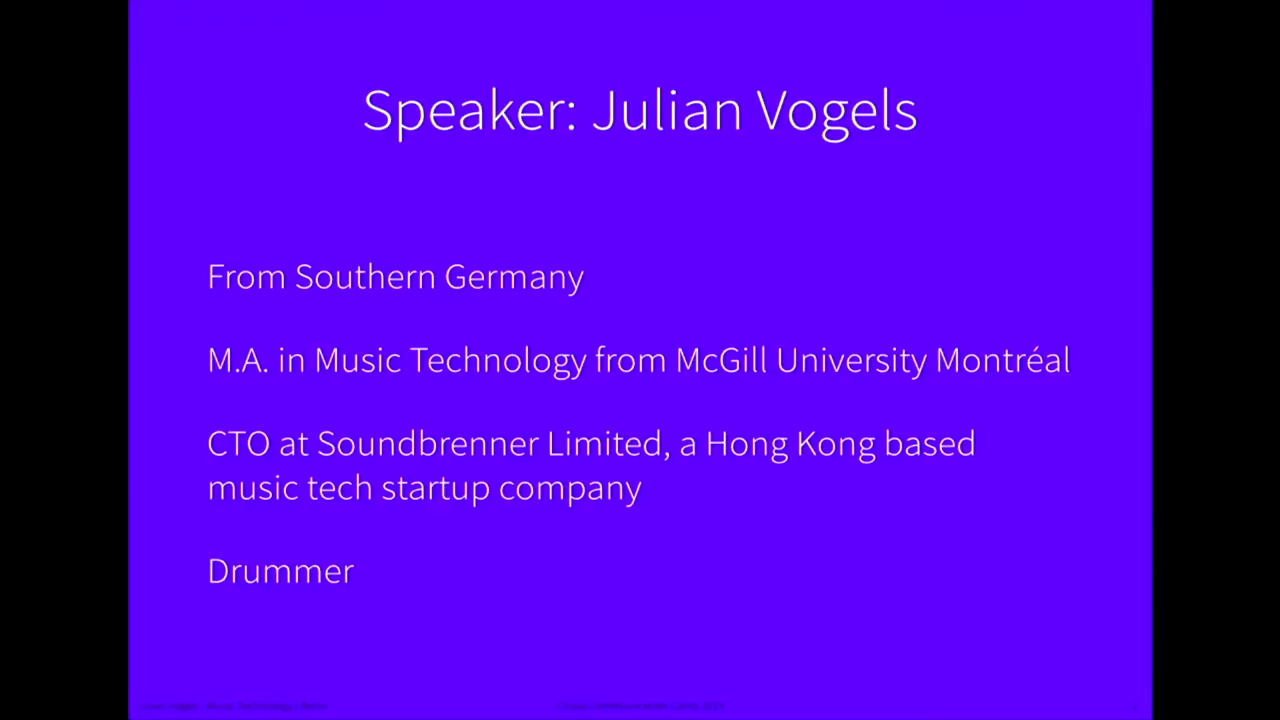 Speaker: Julian Vogels
From Southern Germany
M.A. in Music Technology from McGill University Montréal
CTO at Soundbrenner Limited, a Hong Kong based
music tech startup company
Drummer